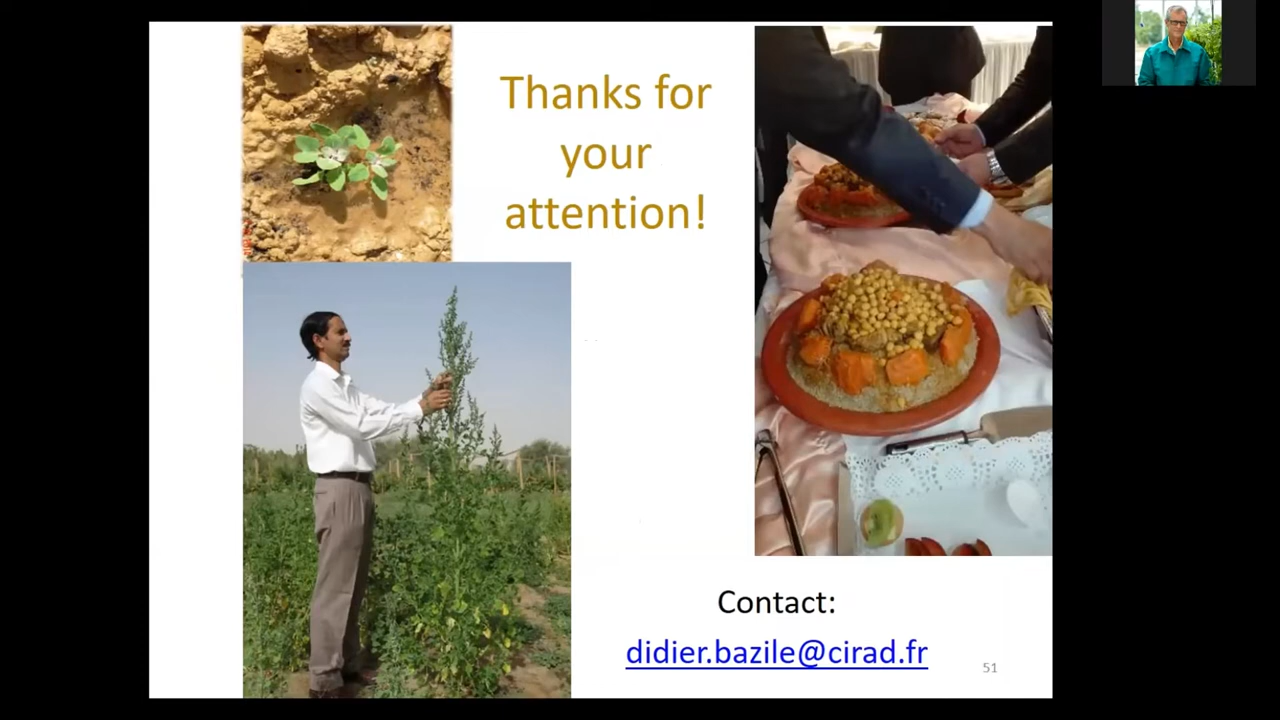 Thanks for
your
attention!
Contact:
didier.bazile@cirad.fr
51